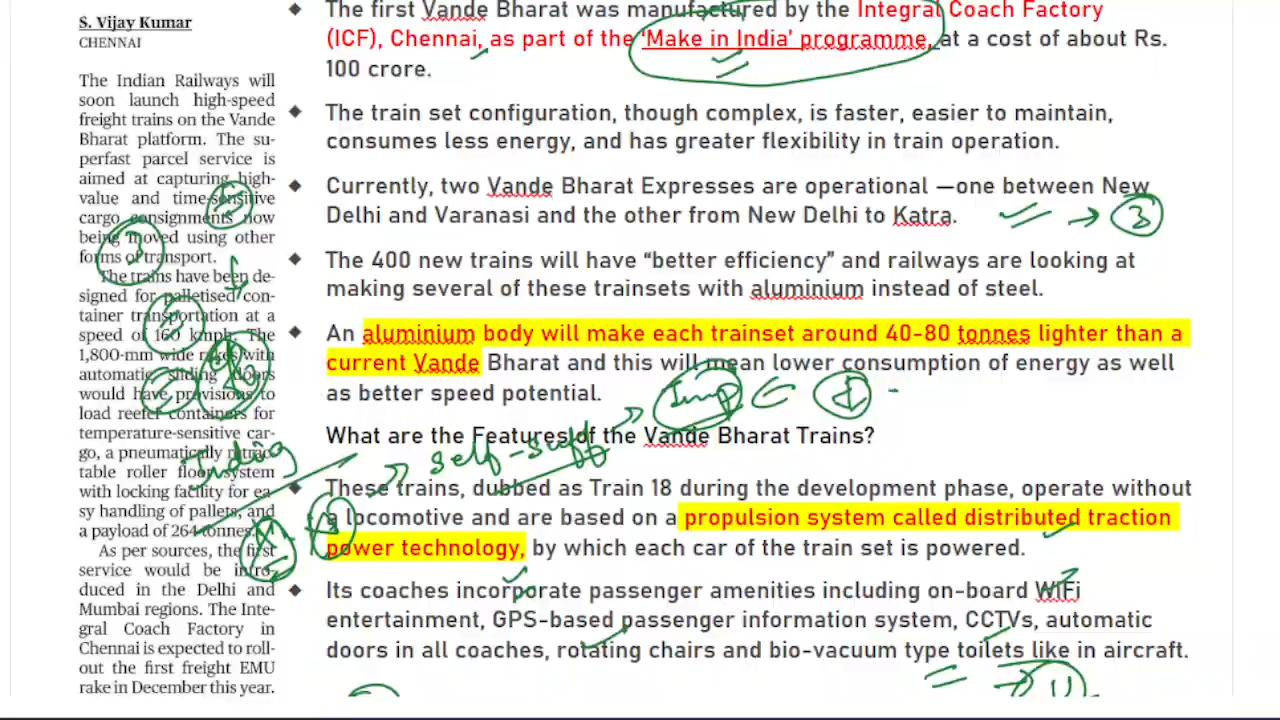 S. Vijay Kumar
CHENNAI
The Indian Railways will
soon launch high-speed
freight trains on the Vande
Bharat platform. The su-
perfast parcel service is
aimed at capturing high-
value and time-sensitive
cargo consignments now
being moved using other
forms of transport.
The trains have been de-
signed for palletised con-
tainer transportation at a
speed of 160 kmph. The
1,800-mm wide rakes with
automatic sliding doors
would have provisions to
load reefer containers for
temperature-sensitive car-
go, a pneumatically retrac-
table roller floor system
with locking facility for ea-
sy handling of pallets, and
a payload of 264 tonnes.
As per sources, the first
service would be intro-
duced in the Delhi and
Mumbai regions. The Inte-
gral Coach Factory in
Chennai is expected to roll-
out the first freight EMU
rake in December this year.
The first Vande Bharat was manufactured by the Integral Coach Factory
(ICF), Chennai, as part of the 'Make in India' programme, at a cost of about Rs.
100 crore.
The train set configuration, though complex, is faster, easier to maintain,
consumes less energy, and has greater flexibility in train operation.
Currently, two Vande Bharat Expresses are operational —one between New
Delhi and Varanasi and the other from New Delhi to Katra.
3
The 400 new trains will have “better efficiency” and railways are looking at
making several of these trainsets with aluminium instead of steel.
An aluminium body will make each trainset around 40-80 tonnes lighter than a
current Vande Bharat and this will mean lower consumption of energy as well
as better speed potential.
Imp
What are the Features of the Vande Bharat Trains?
self-suff
India
These trains, dubbed as Train 18 during the development phase, operate without
a locomotive and are based on a propulsion system called distributed traction
power technology, by which each car of the train set is powered.
Its coaches incorporate passenger amenities including on-board WiFi
entertainment, GPS-based passenger information system, CCTVs, automatic
doors in all coaches, rotating chairs and bio-vacuum type toilets like in aircraft.